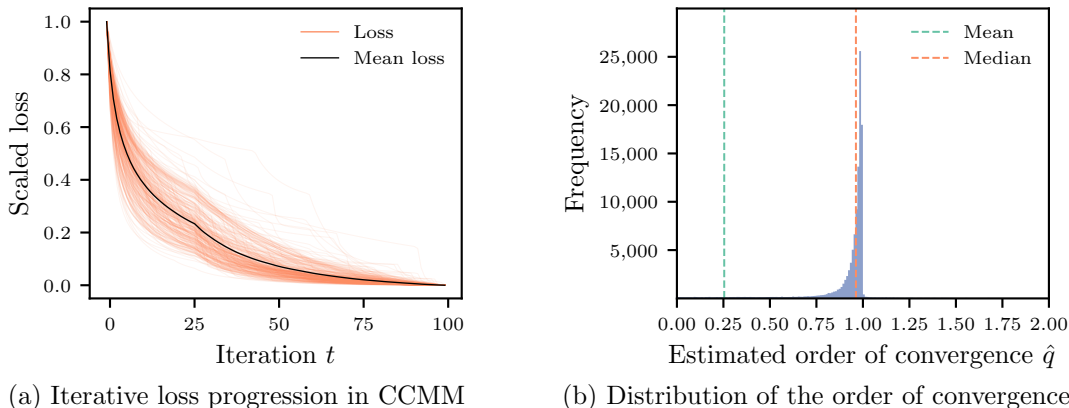 1.0
0.8
0.6
0.4
0.2
0.0
Scaled loss
Loss
Mean loss
0 25 50 75 100
Iteration t
(a) Iterative loss progression in CCMM
25,000
20,000
15,000
10,000
5,000
Frequency
Mean
Median
0.00 0.25 0.50 0.75 1.00 1.25 1.50 1.75 2.00
Estimated order of convergence q̂
(b) Distribution of the order of convergence